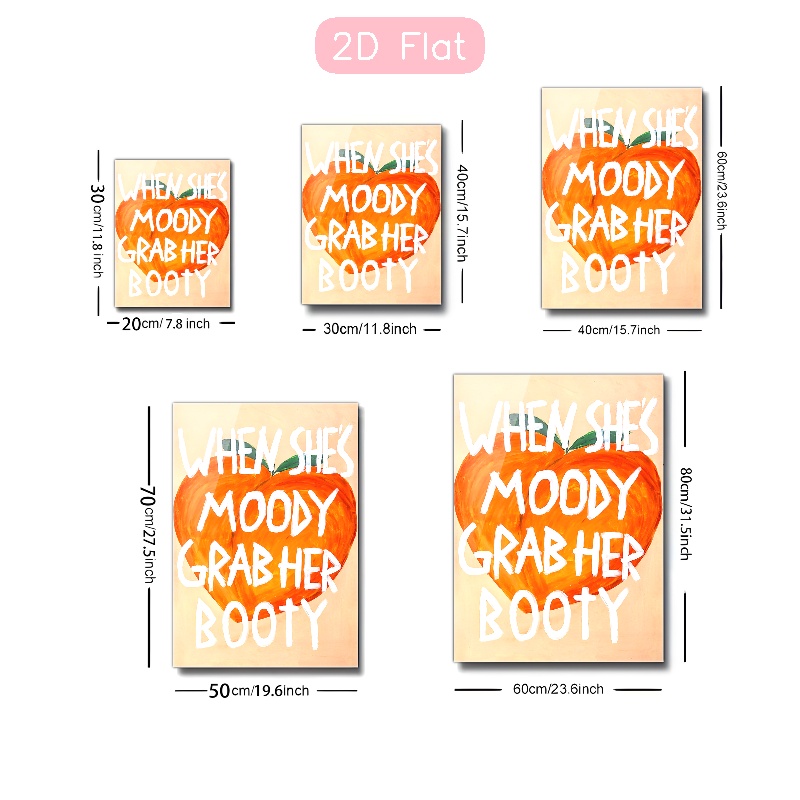 2D Flat
WHEN SHE'S
MOODY
GRAB HER
BOOTY
30cm/11.8 inch
20cm/7.8 inch
WHEN SHE'S
MOODY
GRAB HER
BOOTY
40cm/15.7inch
30cm(11.8inch)
WHEN SHE'S
MOODY
GRAB HER
BOOTY
60cm/23.6inch
40cm/15.7inch)
WHEN SHE'S
MOODY
GRAB HER
BOOTY
70cm/27.5inch
50cm/19.6inch
WHEN SHE'S
MOODY
GRAB HER
BOOTY
80cm/31.5inch
60cm/23.6inch)